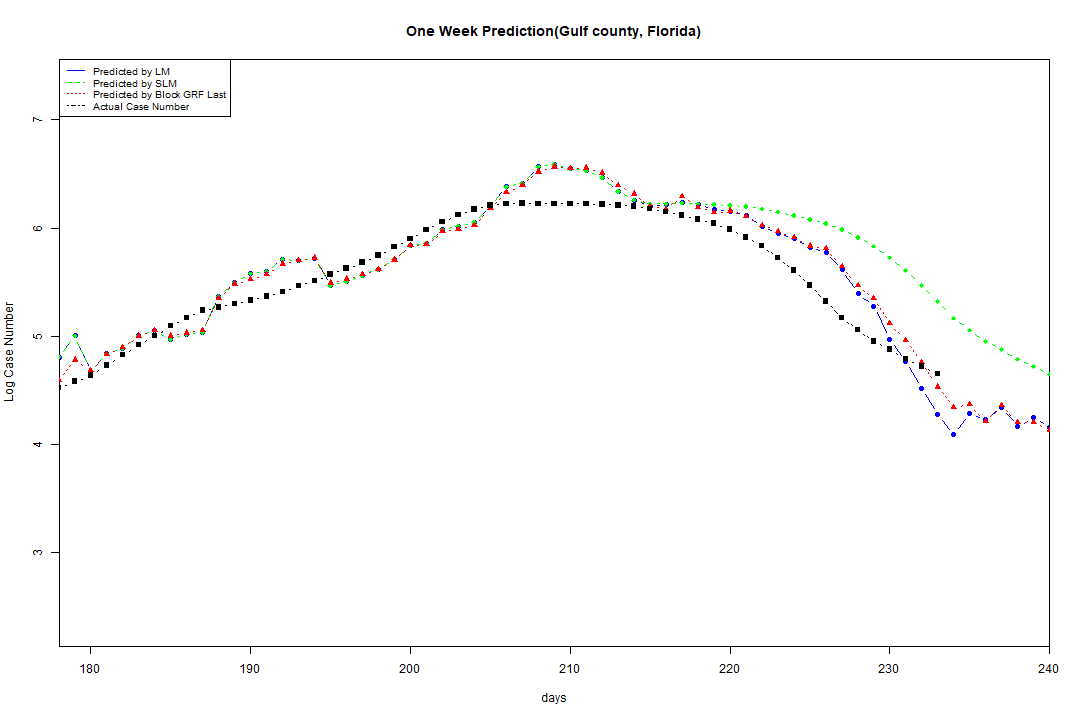 One Week Prediction(Gulf county, Florida)
Predicted by LM
Predicted by SLM
Predicted by Block GRF Last
Actual Case Number
7
6
5
4
3
Log Case Number
180 190 200 210 220 230 240
days